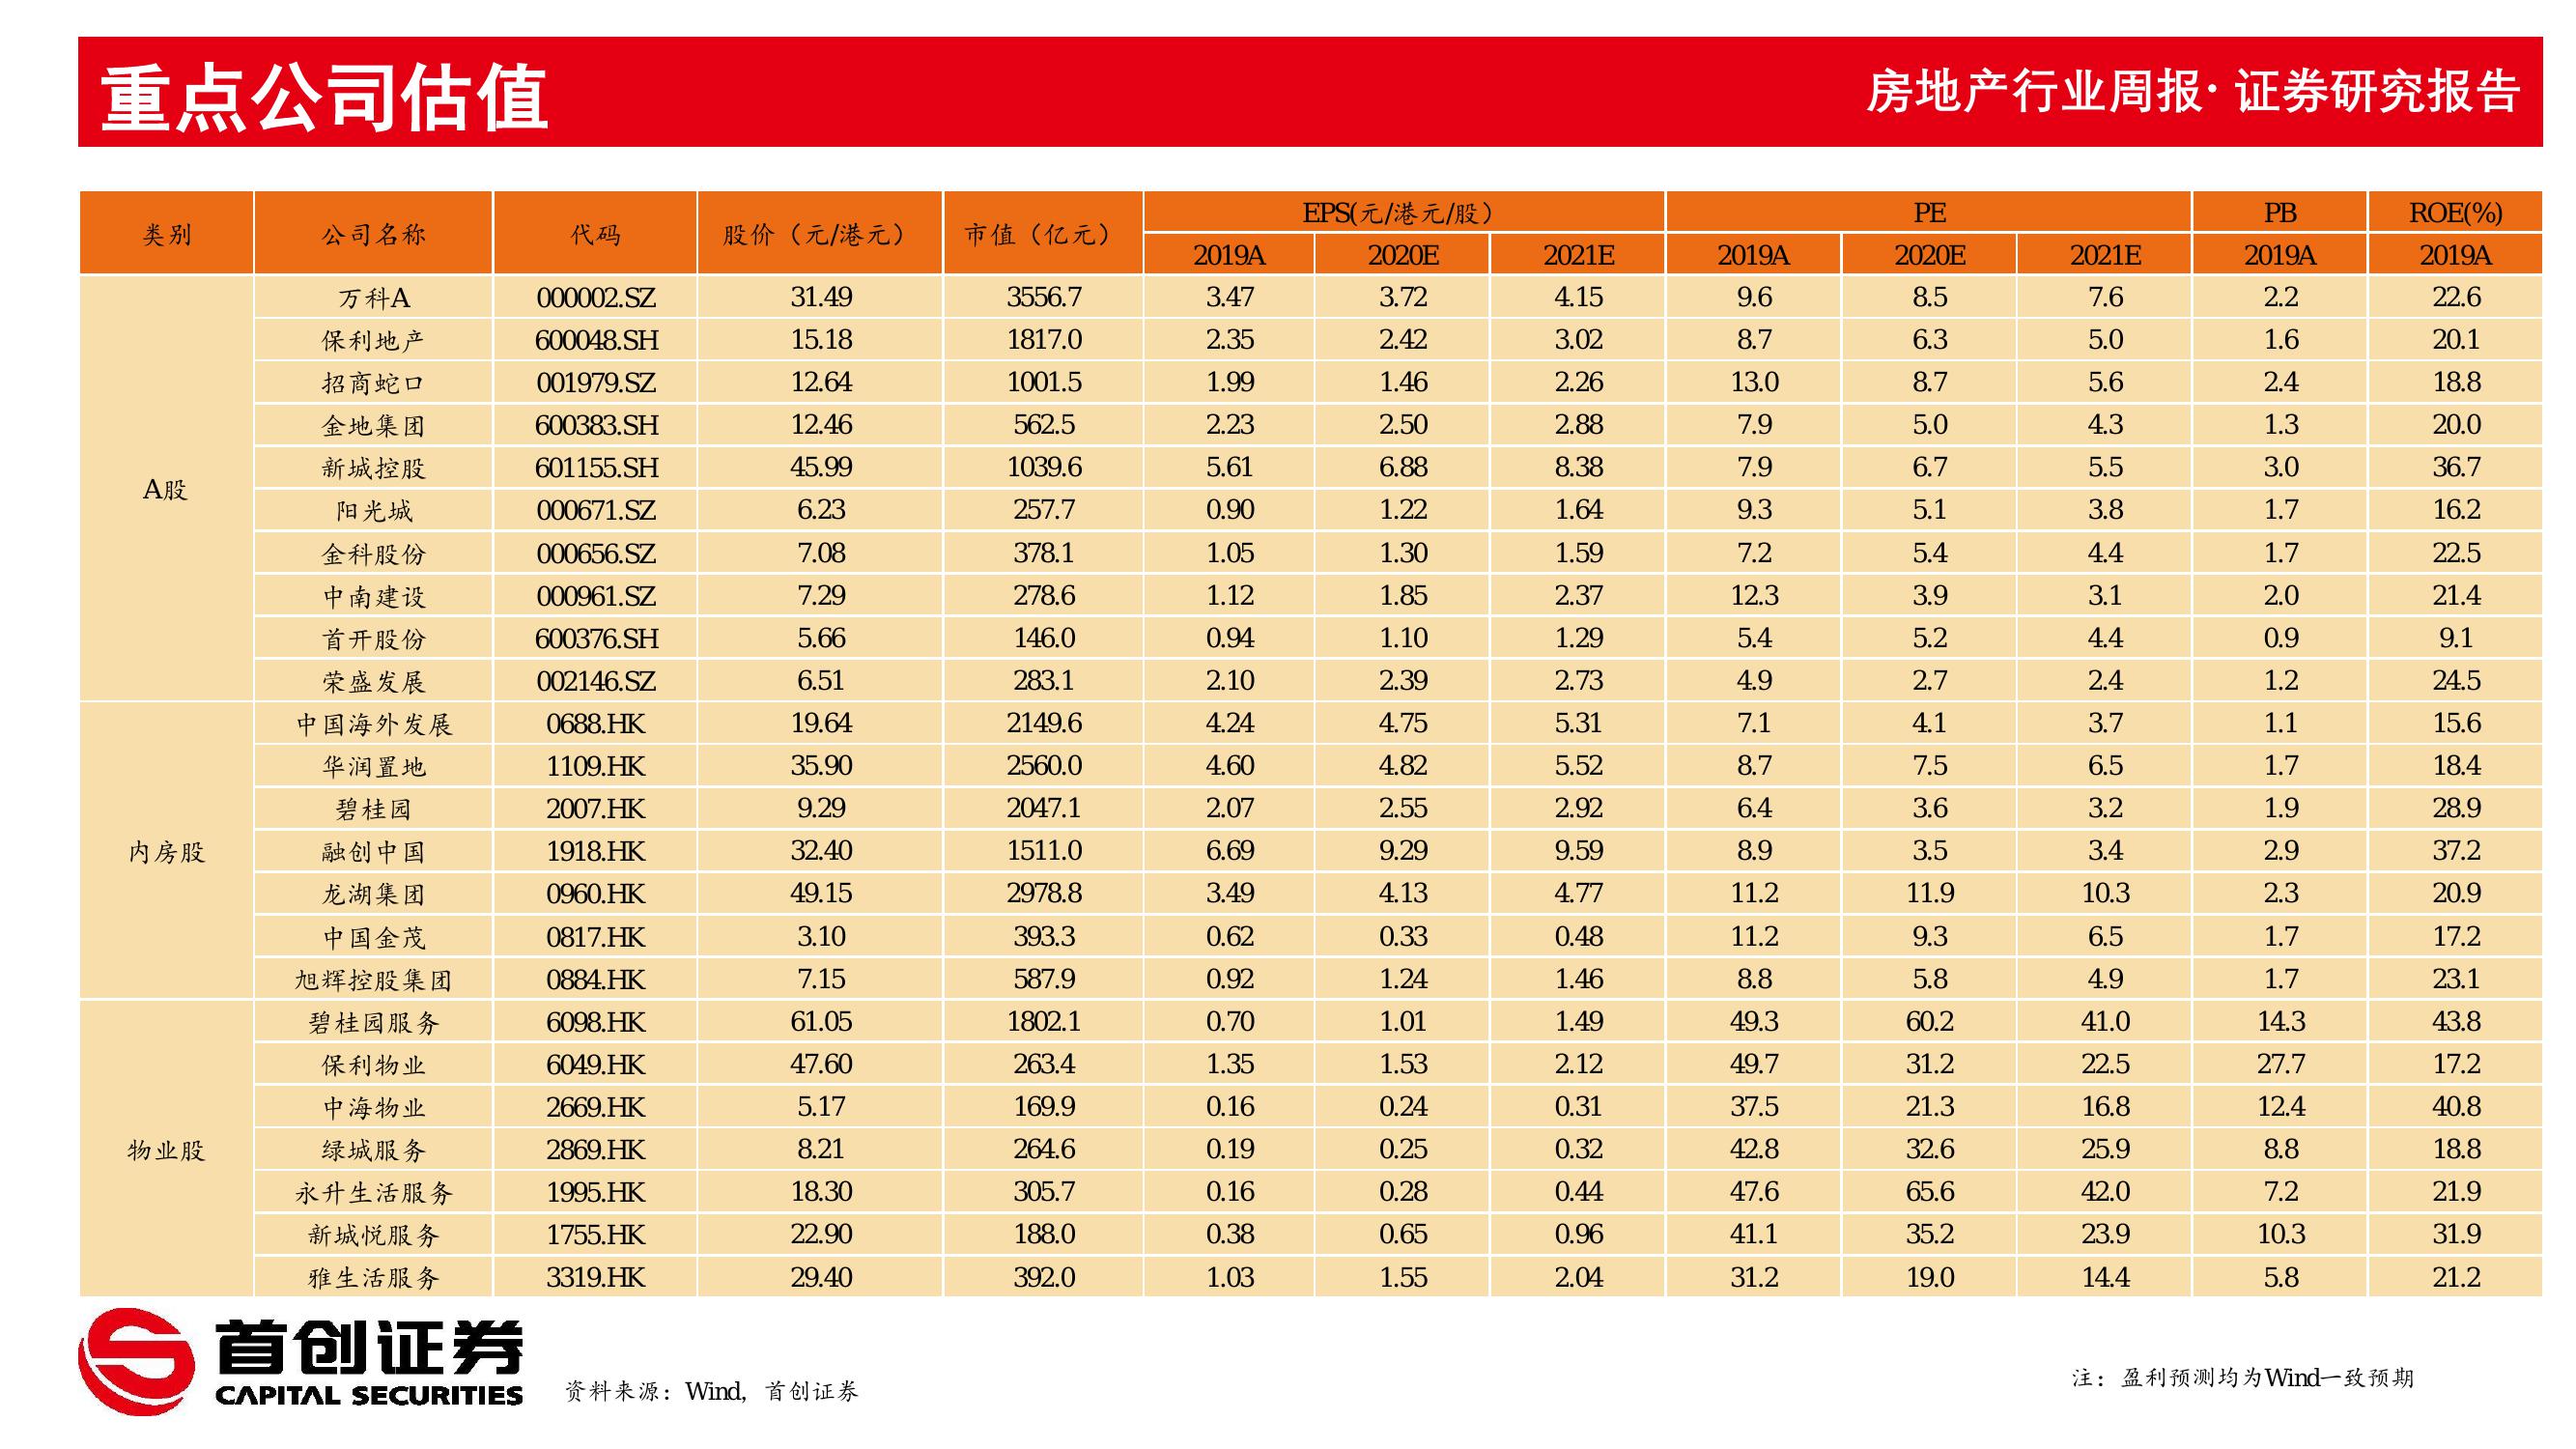 重点公司估值
房地产行业周报·证券研究报告
类别 公司名称 代码 股价（元/港元） 市值（亿元） EPS(元/港元/股） PE PB ROE(%)
2019A 2020E 2021E 2019A 2020E 2021E 2019A 2019A
A股
万科A 000002.SZ 31.49 3556.7 3.47 3.72 4.15 9.6 8.5 7.6 2.2 22.6
保利地产 600048.SH 15.18 1817.0 2.35 2.42 3.02 8.7 6.3 5.0 1.6 20.1
招商蛇口 001979.SZ 12.64 1001.5 1.99 1.46 2.26 13.0 8.7 5.6 2.4 18.8
金地集团 600383.SH 12.46 562.5 2.23 2.50 2.88 7.9 5.0 4.3 1.3 20.0
新城控股 601155.SH 45.99 1039.6 5.61 6.88 8.38 7.9 6.7 5.5 3.0 36.7
阳光城 000671.SZ 6.23 257.7 0.90 1.22 1.64 9.3 5.1 3.8 1.7 16.2
金科股份 000656.SZ 7.08 378.1 1.05 1.30 1.59 7.2 5.4 4.4 1.7 22.5
中南建设 000961.SZ 7.29 278.6 1.12 1.85 2.37 12.3 3.9 3.1 2.0 21.4
首开股份 600376.SH 5.66 146.0 0.94 1.10 1.29 5.4 5.2 4.4 0.9 9.1
荣盛发展 002146.SZ 6.51 283.1 2.10 2.39 2.73 4.9 2.7 2.4 1.2 24.5
内房股
中国海外发展 0688.HK 19.64 2149.6 4.24 4.75 5.31 7.1 4.1 3.7 1.1 15.6
华润置地 1109.HK 35.90 2560.0 4.60 4.82 5.52 8.7 7.5 6.5 1.7 18.4
碧桂园 2007.HK 9.29 2047.1 2.07 2.55 2.92 6.4 3.6 3.2 1.9 28.9
融创中国 1918.HK 32.40 1511.0 6.69 9.29 9.59 8.9 3.5 3.4 2.9 37.2
龙湖集团 0960.HK 49.15 2978.8 3.49 4.13 4.77 11.2 11.9 10.3 2.3 20.9
中国金茂 0817.HK 3.10 393.3 0.62 0.33 0.48 11.2 9.3 6.5 1.7 17.2
旭辉控股集团 0884.HK 7.15 587.9 0.92 1.24 1.46 8.8 5.8 4.9 1.7 23.1
物业股
碧桂园服务 6098.HK 61.05 1802.1 0.70 1.01 1.49 49.3 60.2 41.0 14.3 43.8
保利物业 6049.HK 47.60 263.4 1.35 1.53 2.12 49.7 31.2 22.5 27.7 17.2
中海物业 2669.HK 5.17 169.9 0.16 0.24 0.31 37.5 21.3 16.8 12.4 40.8
绿城服务 2869.HK 8.21 264.6 0.19 0.25 0.32 42.8 32.6 25.9 8.8 18.8
永升生活服务 1995.HK 18.30 305.7 0.16 0.28 0.44 47.6 65.6 42.0 7.2 21.9
新城悦服务 1755.HK 22.90 188.0 0.38 0.65 0.96 41.1 35.2 23.9 10.3 31.9
雅生活服务 3319.HK 29.40 392.0 1.03 1.55 2.04 31.2 19.0 14.4 5.8 21.2
首创证券
CAPITAL SECURITIES
资料来源：Wind，首创证券
注：盈利预测均为Wind一致预期